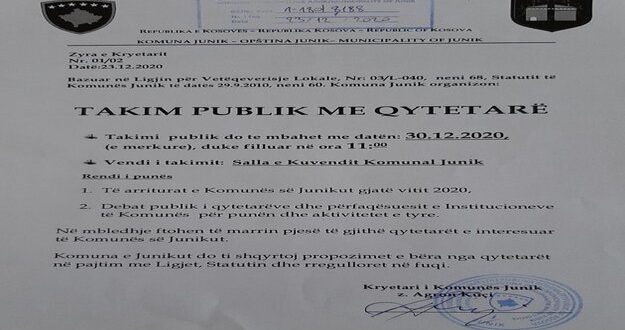 1-180/8188
23/12-2020
REPUBLIKA E KOSOVËS – REPUBLIKA KOSOVA – REPUBLIC OF KOSOVA
KOMUNA JUNIK – OPŠTINA JUNIK– MUNICIPALITY OF JUNIK
Zyra e Kryetarit
Nr. 01/02
Datë:23.12.2020
Bazuar në Ligjin për Vetëqeverisje Lokale, Nr: 03/L-040, neni 68, Statutit të
Komunës Junik të datës 29.9.2010, neni 60. Komuna Junik organizon:
TAKIM PUBLIK ME QYTETARË
Takimi publik do te mbahet me datën: 30.12.2020,
(e merkure), duke filluar në ora 11:00
Vendi i takimit: Salla e Kuvendit Komunal Junik
Rendi i punës
1. Të arriturat e Komunës së Junikut gjatë vitit 2020,
2. Debat publik i qytetarëve dhe përfaqësuesit e Institucioneve
të Komunës për punën dhe aktivitetet e tyre.
Në mbledhje ftohen të marrin pjesë të gjithë qytetarët e interesuar
të Komunës së Junikut.
Komuna e Junikut do ti shqyrtoj propozimet e bëra nga qytetarët
në pajtim me Ligjet, Statutin dhe rregulloret në fuqi.
Kryetari i Komunës Junik
z. Agron Kuçi